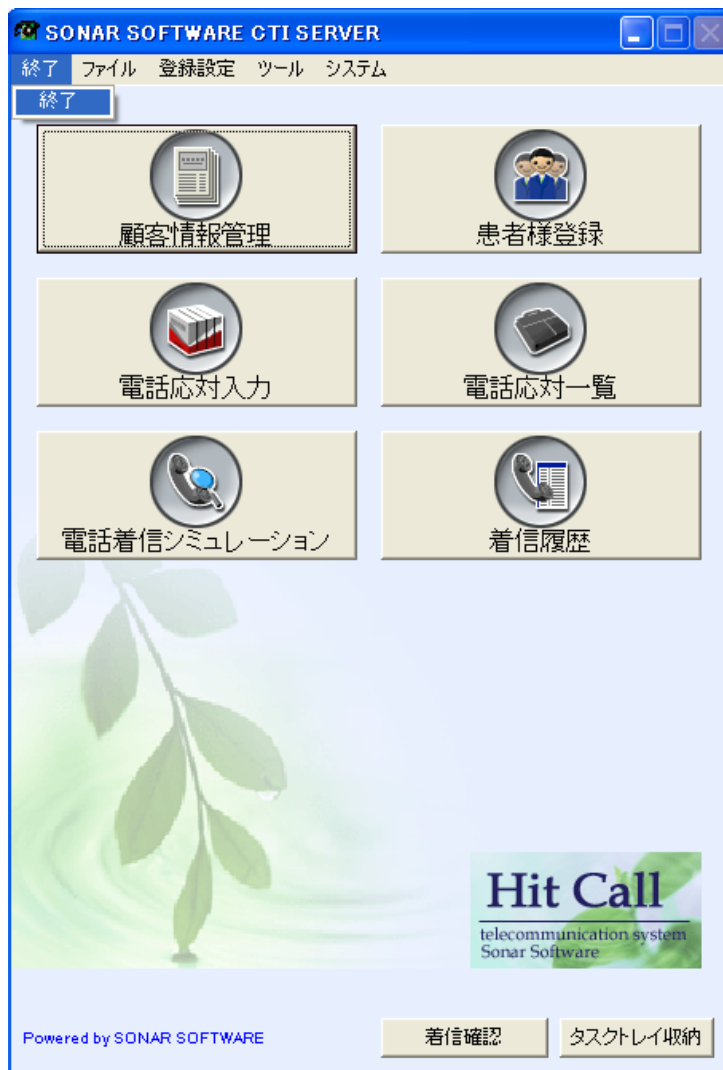 SONAR SOFTWARE CTI SERVER
終了 ファイル 登録設定 ツール システム
終了
顧客情報管理 患者様登録
電話応対入力 電話応対一覧
電話着信シミュレーション 着信履歴
Hit Call
telecommunication system
Sonar Software
Powered by SONAR SOFTWARE 着信確認 タスクトレイ収納